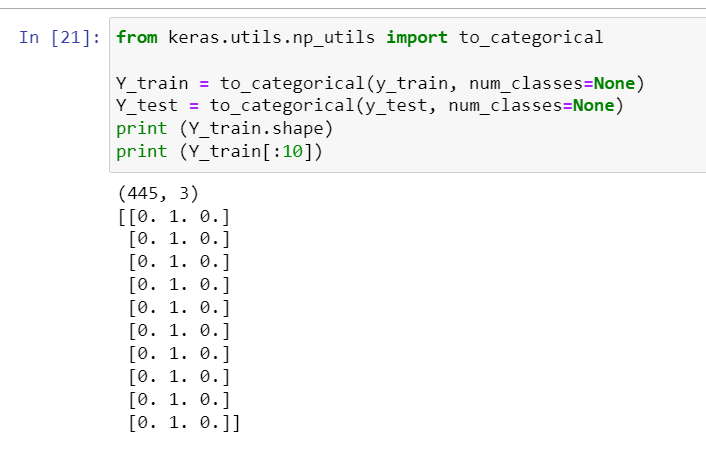 In [21]: from keras.utils.np_utils import to_categorical
Y_train = to_categorical(y_train, num_classes=None)
Y_test = to_categorical(y_test, num_classes=None)
print (Y_train.shape)
print (Y_train[:10])
(445, 3)
[[0. 1. 0.]
[0. 1. 0.]
[0. 1. 0.]
[0. 1. 0.]
[0. 1. 0.]
[0. 1. 0.]
[0. 1. 0.]
[0. 1. 0.]
[0. 1. 0.]
[0. 1. 0.]]